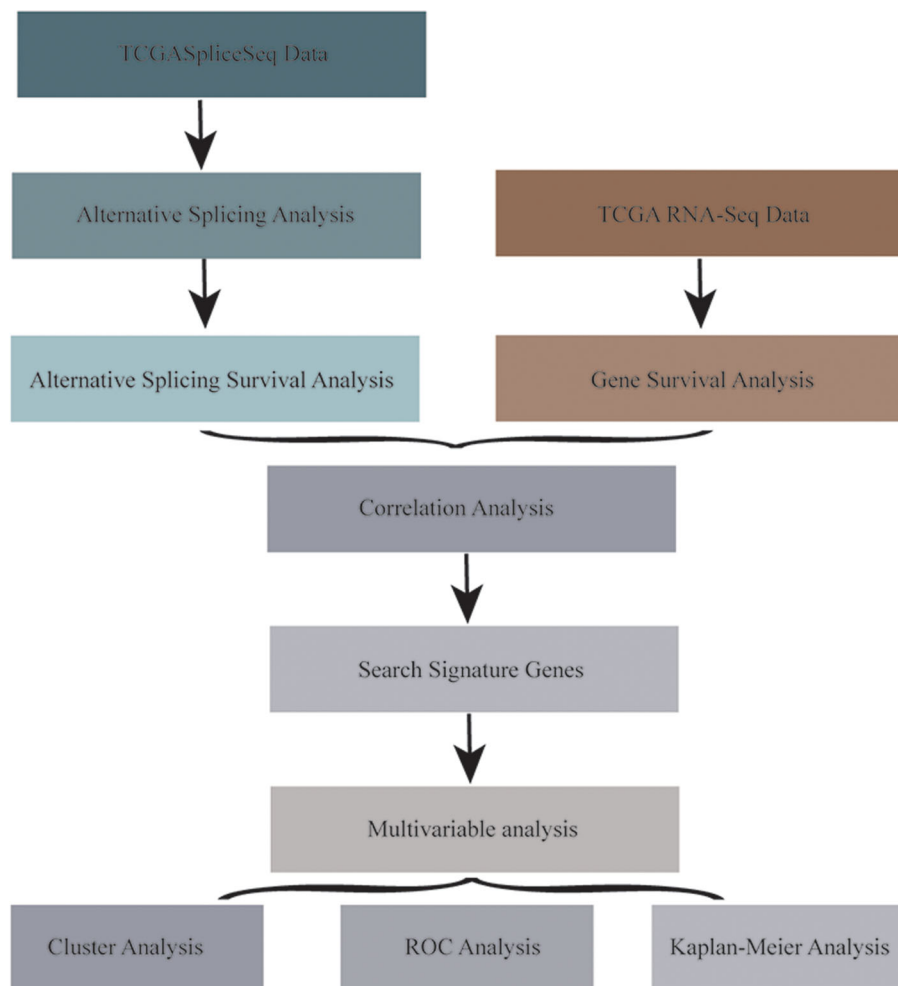 TCGASpliceSeq Data
Alternative Splicing Analysis
TCGA RNA-Seq Data
Alternative Splicing Survival Analysis
Gene Survival Analysis
Correlation Analysis
Search Signature Genes
Multivariable analysis
Cluster Analysis
ROC Analysis
Kaplan-Meier Analysis